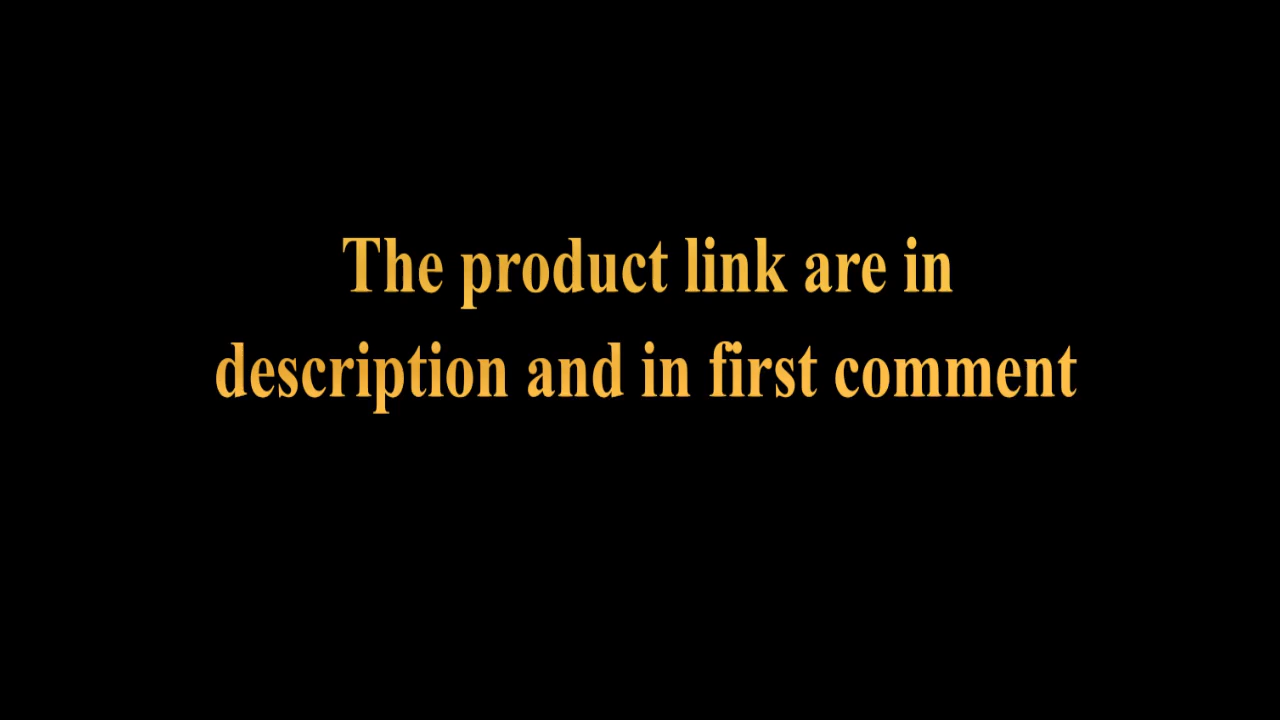 The product link are in
description and in first comment